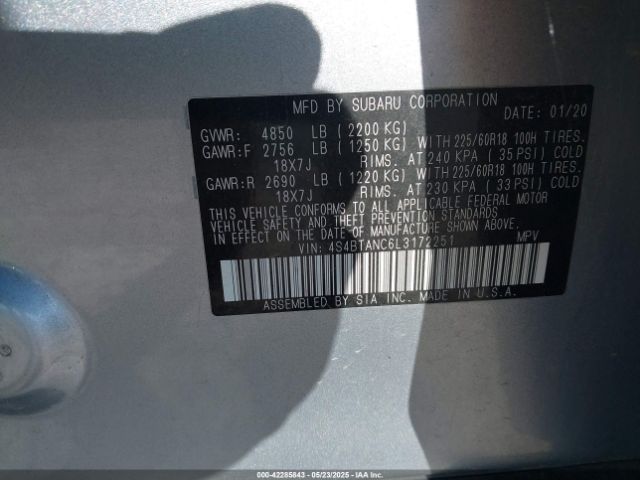 MFD BY SUBARU CORPORATION DATE: 01/20
GVWR: 4850 LB (2200 KG)
GAWR:F 2756 LB (1250 KG) WITH 225/60R18 100H TIRES.
18X7J RIMS. AT 240 KPA (35 PSI) COLD
GAWR:R 2690 LB (1220 KG) WITH 225/60R18 100H TIRES.
18X7J RIMS. AT 230 KPA (33 PSI) COLD
THIS VEHICLE CONFORMS TO ALL APPLICABLE FEDERAL MOTOR
VEHICLE SAFETY AND THEFT PREVENTION STANDARDS IN
EFFECT ON THE DATE OF MANUFACTURE SHOWN ABOVE.
VIN: 4S4BTANC6L3172251 MPV
ASSEMBLED BY SIA INC. MADE IN U.S.A.
000-42285843 - 05/23/2025 - IAAI.COM